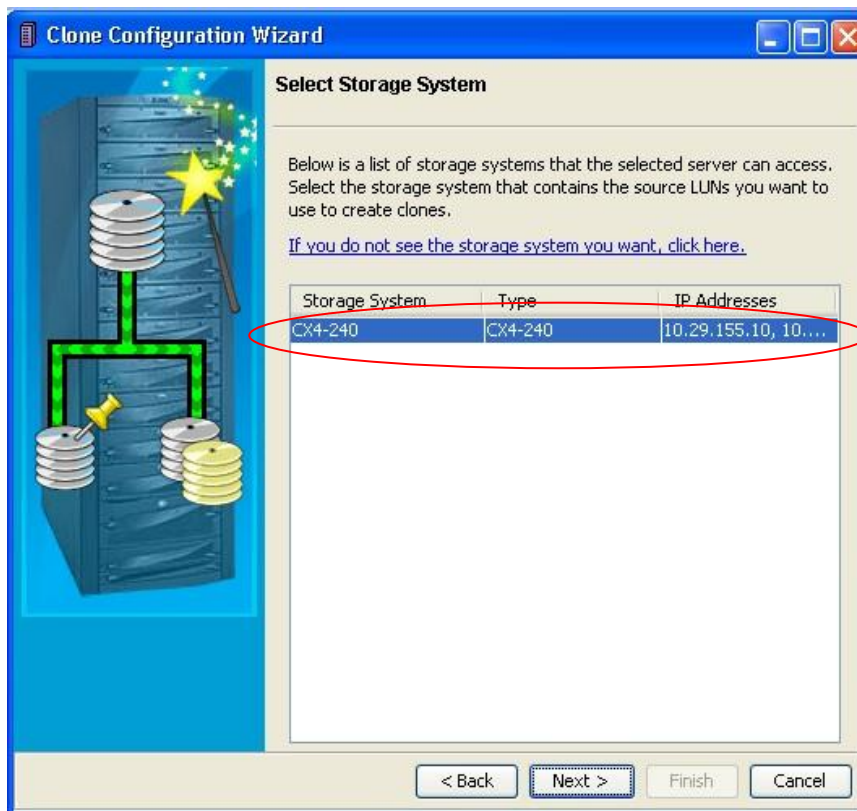 Clone Configuration Wizard
Select Storage System
Below is a list of storage systems that the selected server can access.
Select the storage system that contains the source LUNs you want to
use to create clones.
If you do not see the storage system you want, click here.
Storage System Type IP Addresses
CX4-240 CX4-240 10.29.155.10, 10....
< Back Next > Finish Cancel